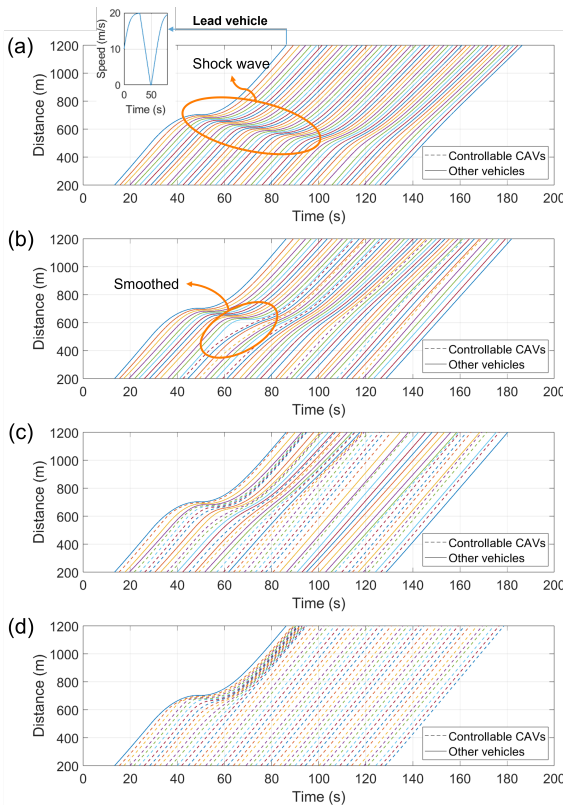 20
10
0
Speed (m/s)
0 50
Time (s)
Lead vehicle
(a)
Shock wave
1200
1000
800
600
400
200
Distance (m)
Controllable CAVs
Other vehicles
0 20 40 60 80 100 120 140 160 180 200
Time (s)
(b)
Smoothed
1200
1000
800
600
400
200
Distance (m)
Controllable CAVs
Other vehicles
0 20 40 60 80 100 120 140 160 180 200
Time (s)
(c)
1200
1000
800
600
400
200
Distance (m)
Controllable CAVs
Other vehicles
0 20 40 60 80 100 120 140 160 180 200
Time (s)
(d)
1200
1000
800
600
400
200
Distance (m)
Controllable CAVs
Other vehicles
0 20 40 60 80 100 120 140 160 180 200
Time (s)